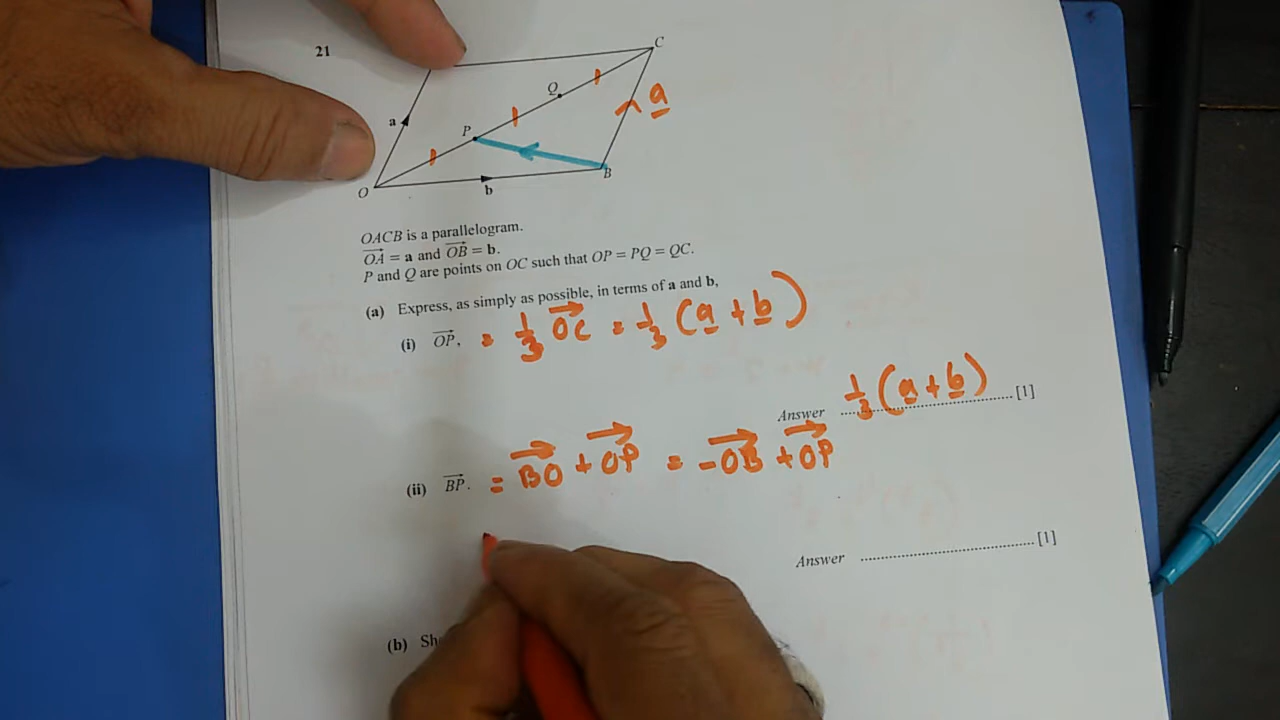 21
C
Q
a
a
P
O
b
B
OACB is a parallelogram.
OA = a and OB = b.
P and Q are points on OC such that OP = PQ = QC.
(a) Express, as simply as possible, in terms of a and b,
(i) OP, = 1/3 OC = 1/3 (a + b)
Answer 1/3 (a + b) [1]
(ii) BP. = BO + OP = -OB + OP
Answer [1]
(b)